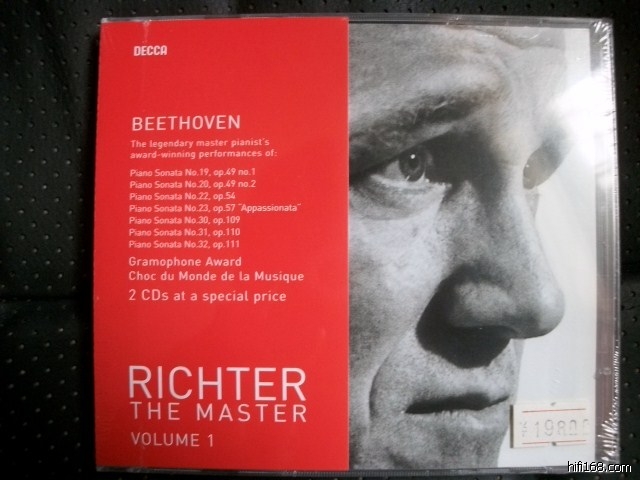 DECCA
BEETHOVEN
The legendary master pianist's
award-winning performances of:
Piano Sonata No.19, op.49 no.1
Piano Sonata No.20, op.49 no.2
Piano Sonata No.22, op.54
Piano Sonata No.23, op.57 "Appassionata"
Piano Sonata No.30, op.109
Piano Sonata No.31, op.110
Piano Sonata No.32, op.111
Gramophone Award
Choc du Monde de la Musique
2 CDs at a special price
RICHTER
THE MASTER
VOLUME 1
hifi168.com